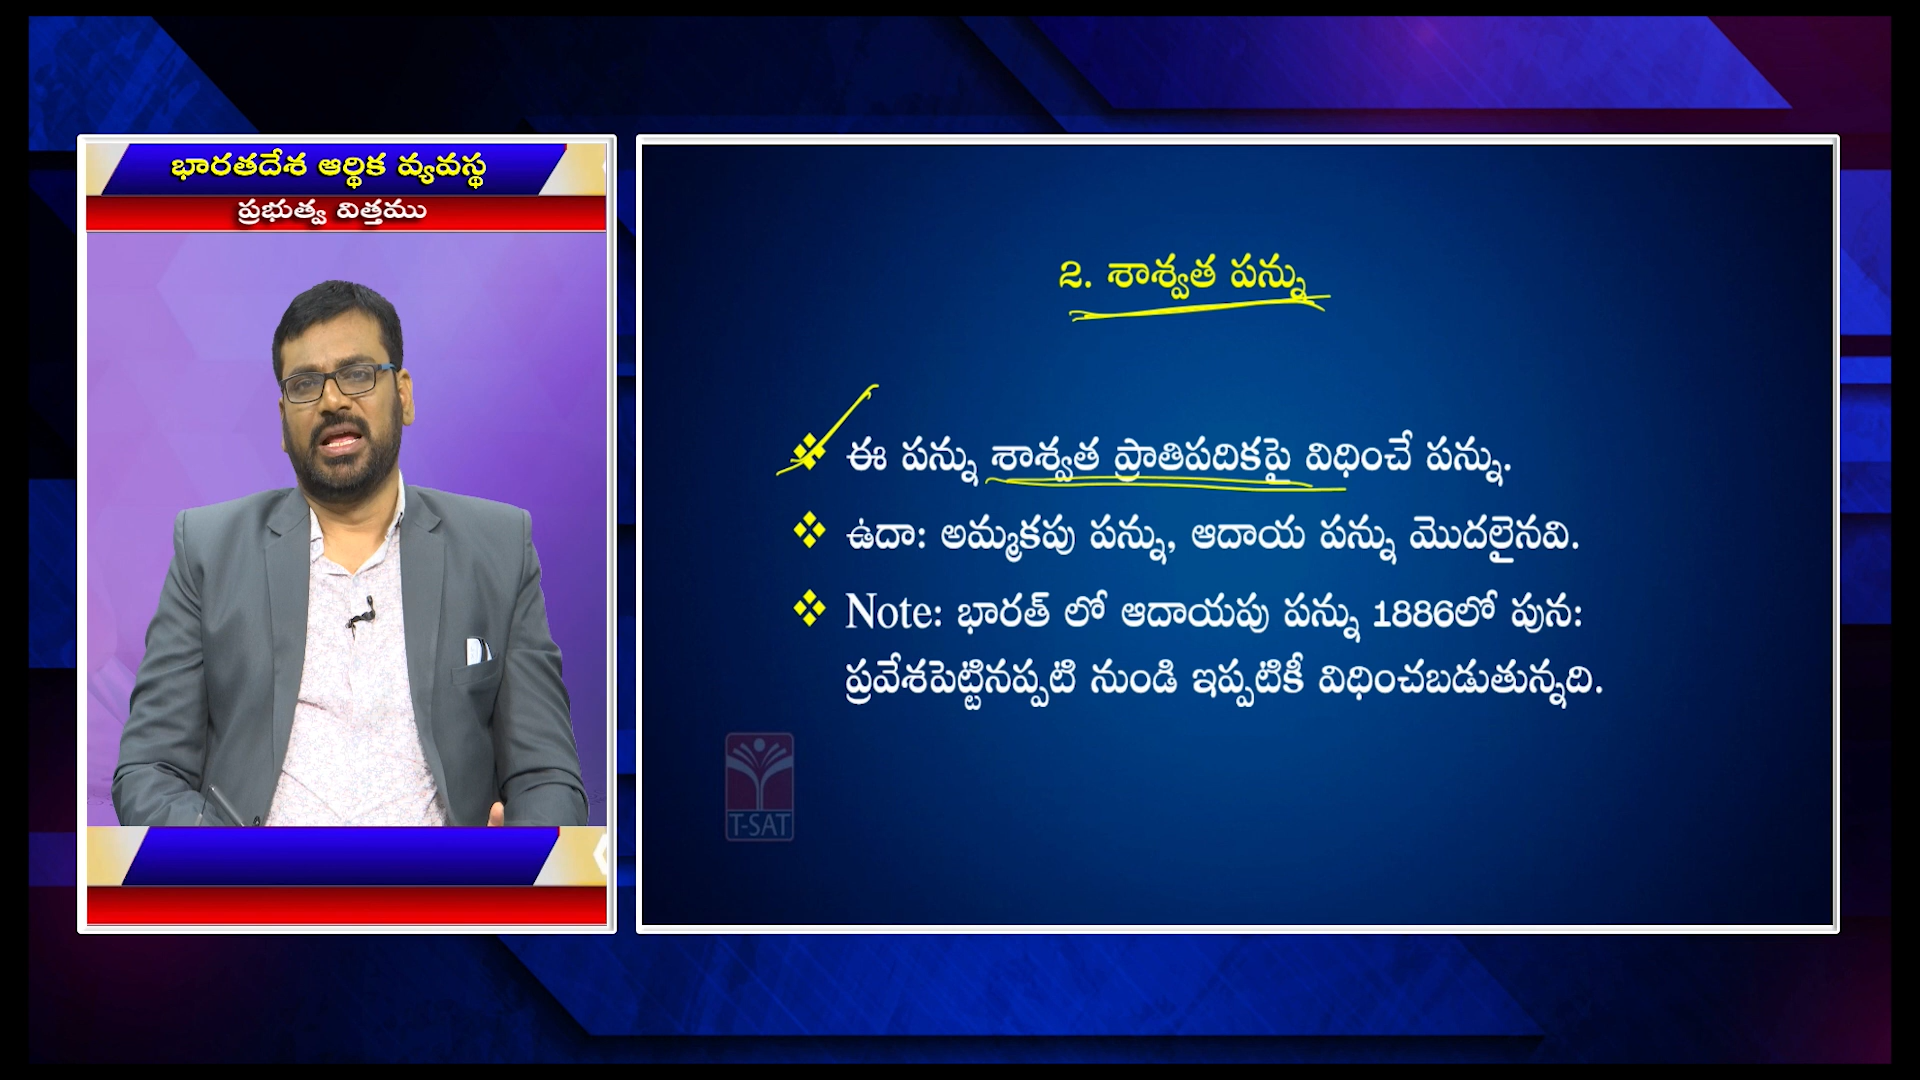 భారతదేశ ఆర్థిక వ్యవస్థ
ప్రభుత్వ విత్తము
2. శాశ్వత పన్ను
ఈ పన్ను శాశ్వత ప్రాతిపదికపై విధించే పన్ను.
ఉదా: అమ్మకపు పన్ను, ఆదాయ పన్ను మొదలైనవి.
Note: భారత్ లో ఆదాయపు పన్ను 1886లో పున:
ప్రవేశపెట్టినప్పటి నుండి ఇప్పటికీ విధించబడుతున్నది.
T-SAT